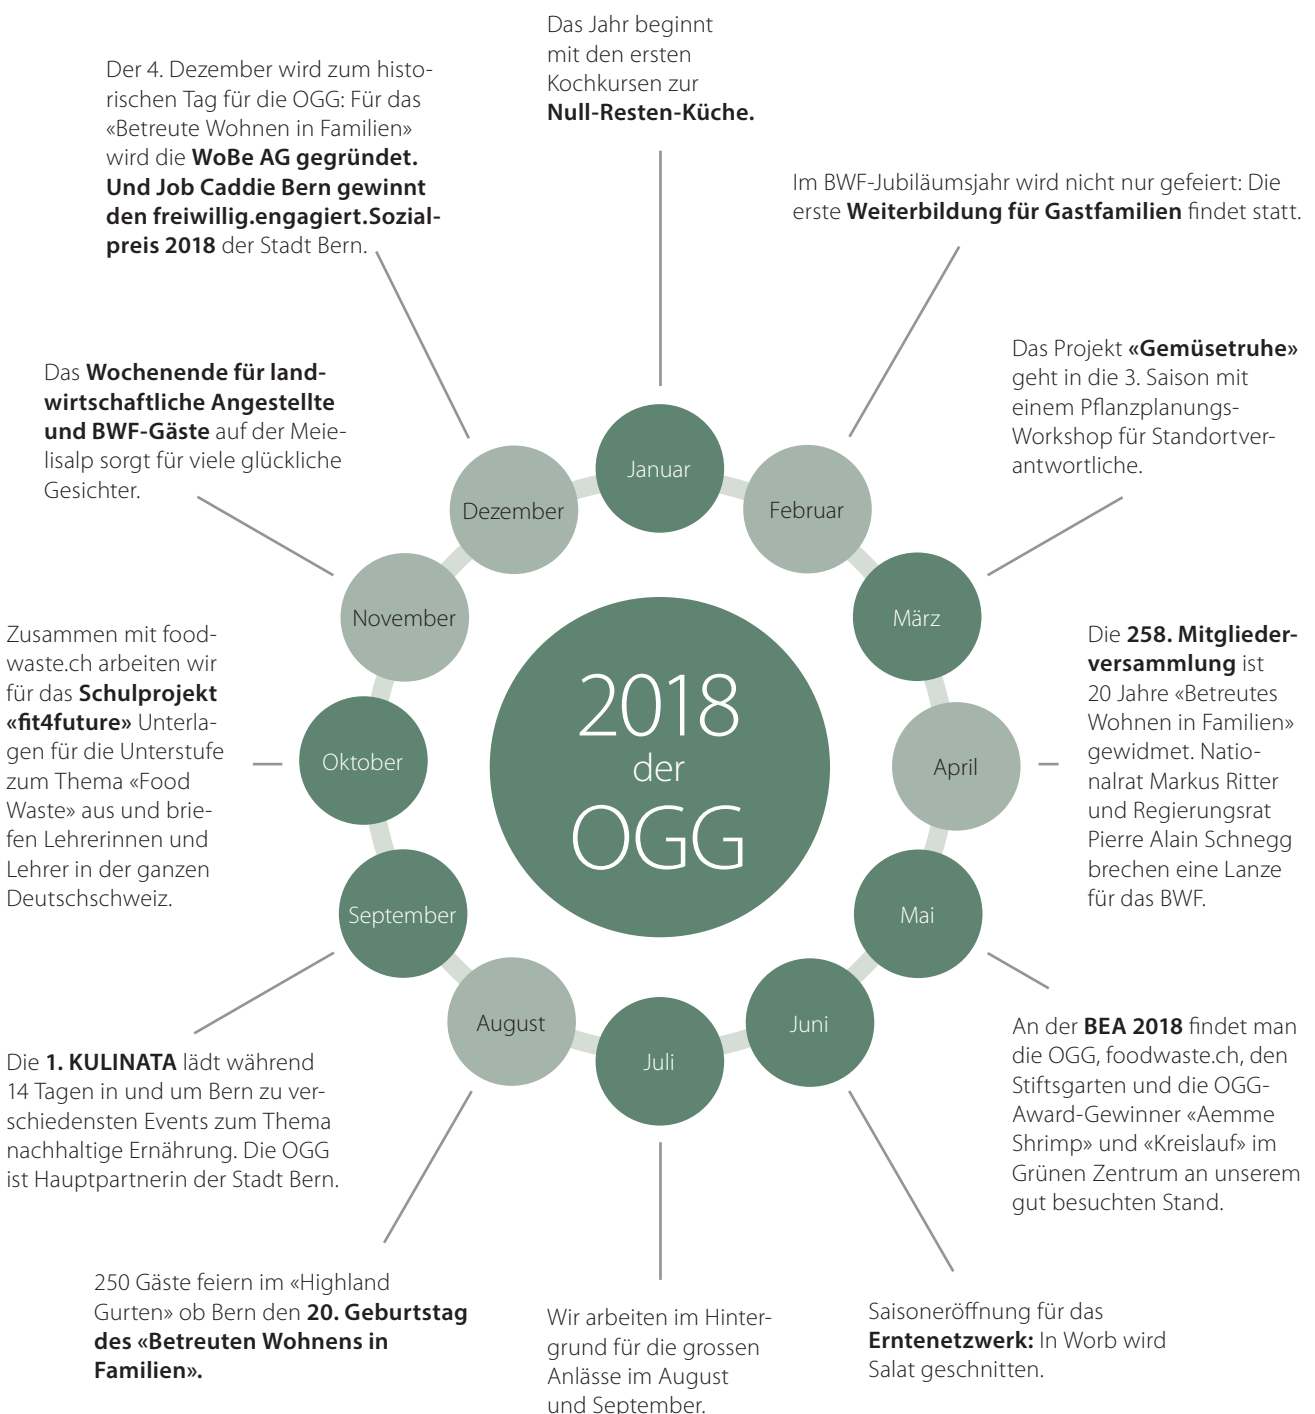 Das Jahr beginnt
mit den ersten
Kochkursen zur
Null-Resten-Küche.
Der 4. Dezember wird zum histo-
rischen Tag für die OGG: Für das
«Betreute Wohnen in Familien»
wird die WoBe AG gegründet.
Und Job Caddie Bern gewinnt
den freiwillig.engagiert.Sozial-
preis 2018 der Stadt Bern.
Im BWF-Jubiläumsjahr wird nicht nur gefeiert: Die
erste Weiterbildung für Gastfamilien findet statt.
Das Projekt «Gemüsetruhe»
geht in die 3. Saison mit
einem Pflanzplanungs-
Workshop für Standortver-
antwortliche.
Das Wochenende für land-
wirtschaftliche Angestellte
und BWF-Gäste auf der Meie-
lisalp sorgt für viele glückliche
Gesichter.
Januar
Februar
März
April
Mai
Juni
Juli
August
September
Oktober
November
Dezember
2018
der
OGG
Zusammen mit food-
waste.ch arbeiten wir
für das Schulprojekt
«fit4future» Unterla-
gen für die Unterstufe
zum Thema «Food
Waste» aus und brie-
fen Lehrerinnen und
Lehrer in der ganzen
Deutschschweiz.
Die 258. Mitglieder-
versammlung ist
20 Jahre «Betreutes
Wohnen in Familien»
gewidmet. Natio-
nalrat Markus Ritter
und Regierungsrat
Pierre Alain Schnegg
brechen eine Lanze
für das BWF.
An der BEA 2018 findet man
die OGG, foodwaste.ch, den
Stiftsgarten und die OGG-
Award-Gewinner «Aemme
Shrimp» und «Kreislauf» im
Grünen Zentrum an unserem
gut besuchten Stand.
Die 1. KULINATA lädt während
14 Tagen in und um Bern zu ver-
schiedensten Events zum Thema
nachhaltige Ernährung. Die OGG
ist Hauptpartnerin der Stadt Bern.
250 Gäste feiern im «Highland
Gurten» ob Bern den 20. Geburtstag
des «Betreuten Wohnens in
Familien».
Wir arbeiten im Hinter-
grund für die grossen
Anlässe im August
und September.
Saisoneröffnung für das
Erntenetzwerk: In Worb wird
Salat geschnitten.